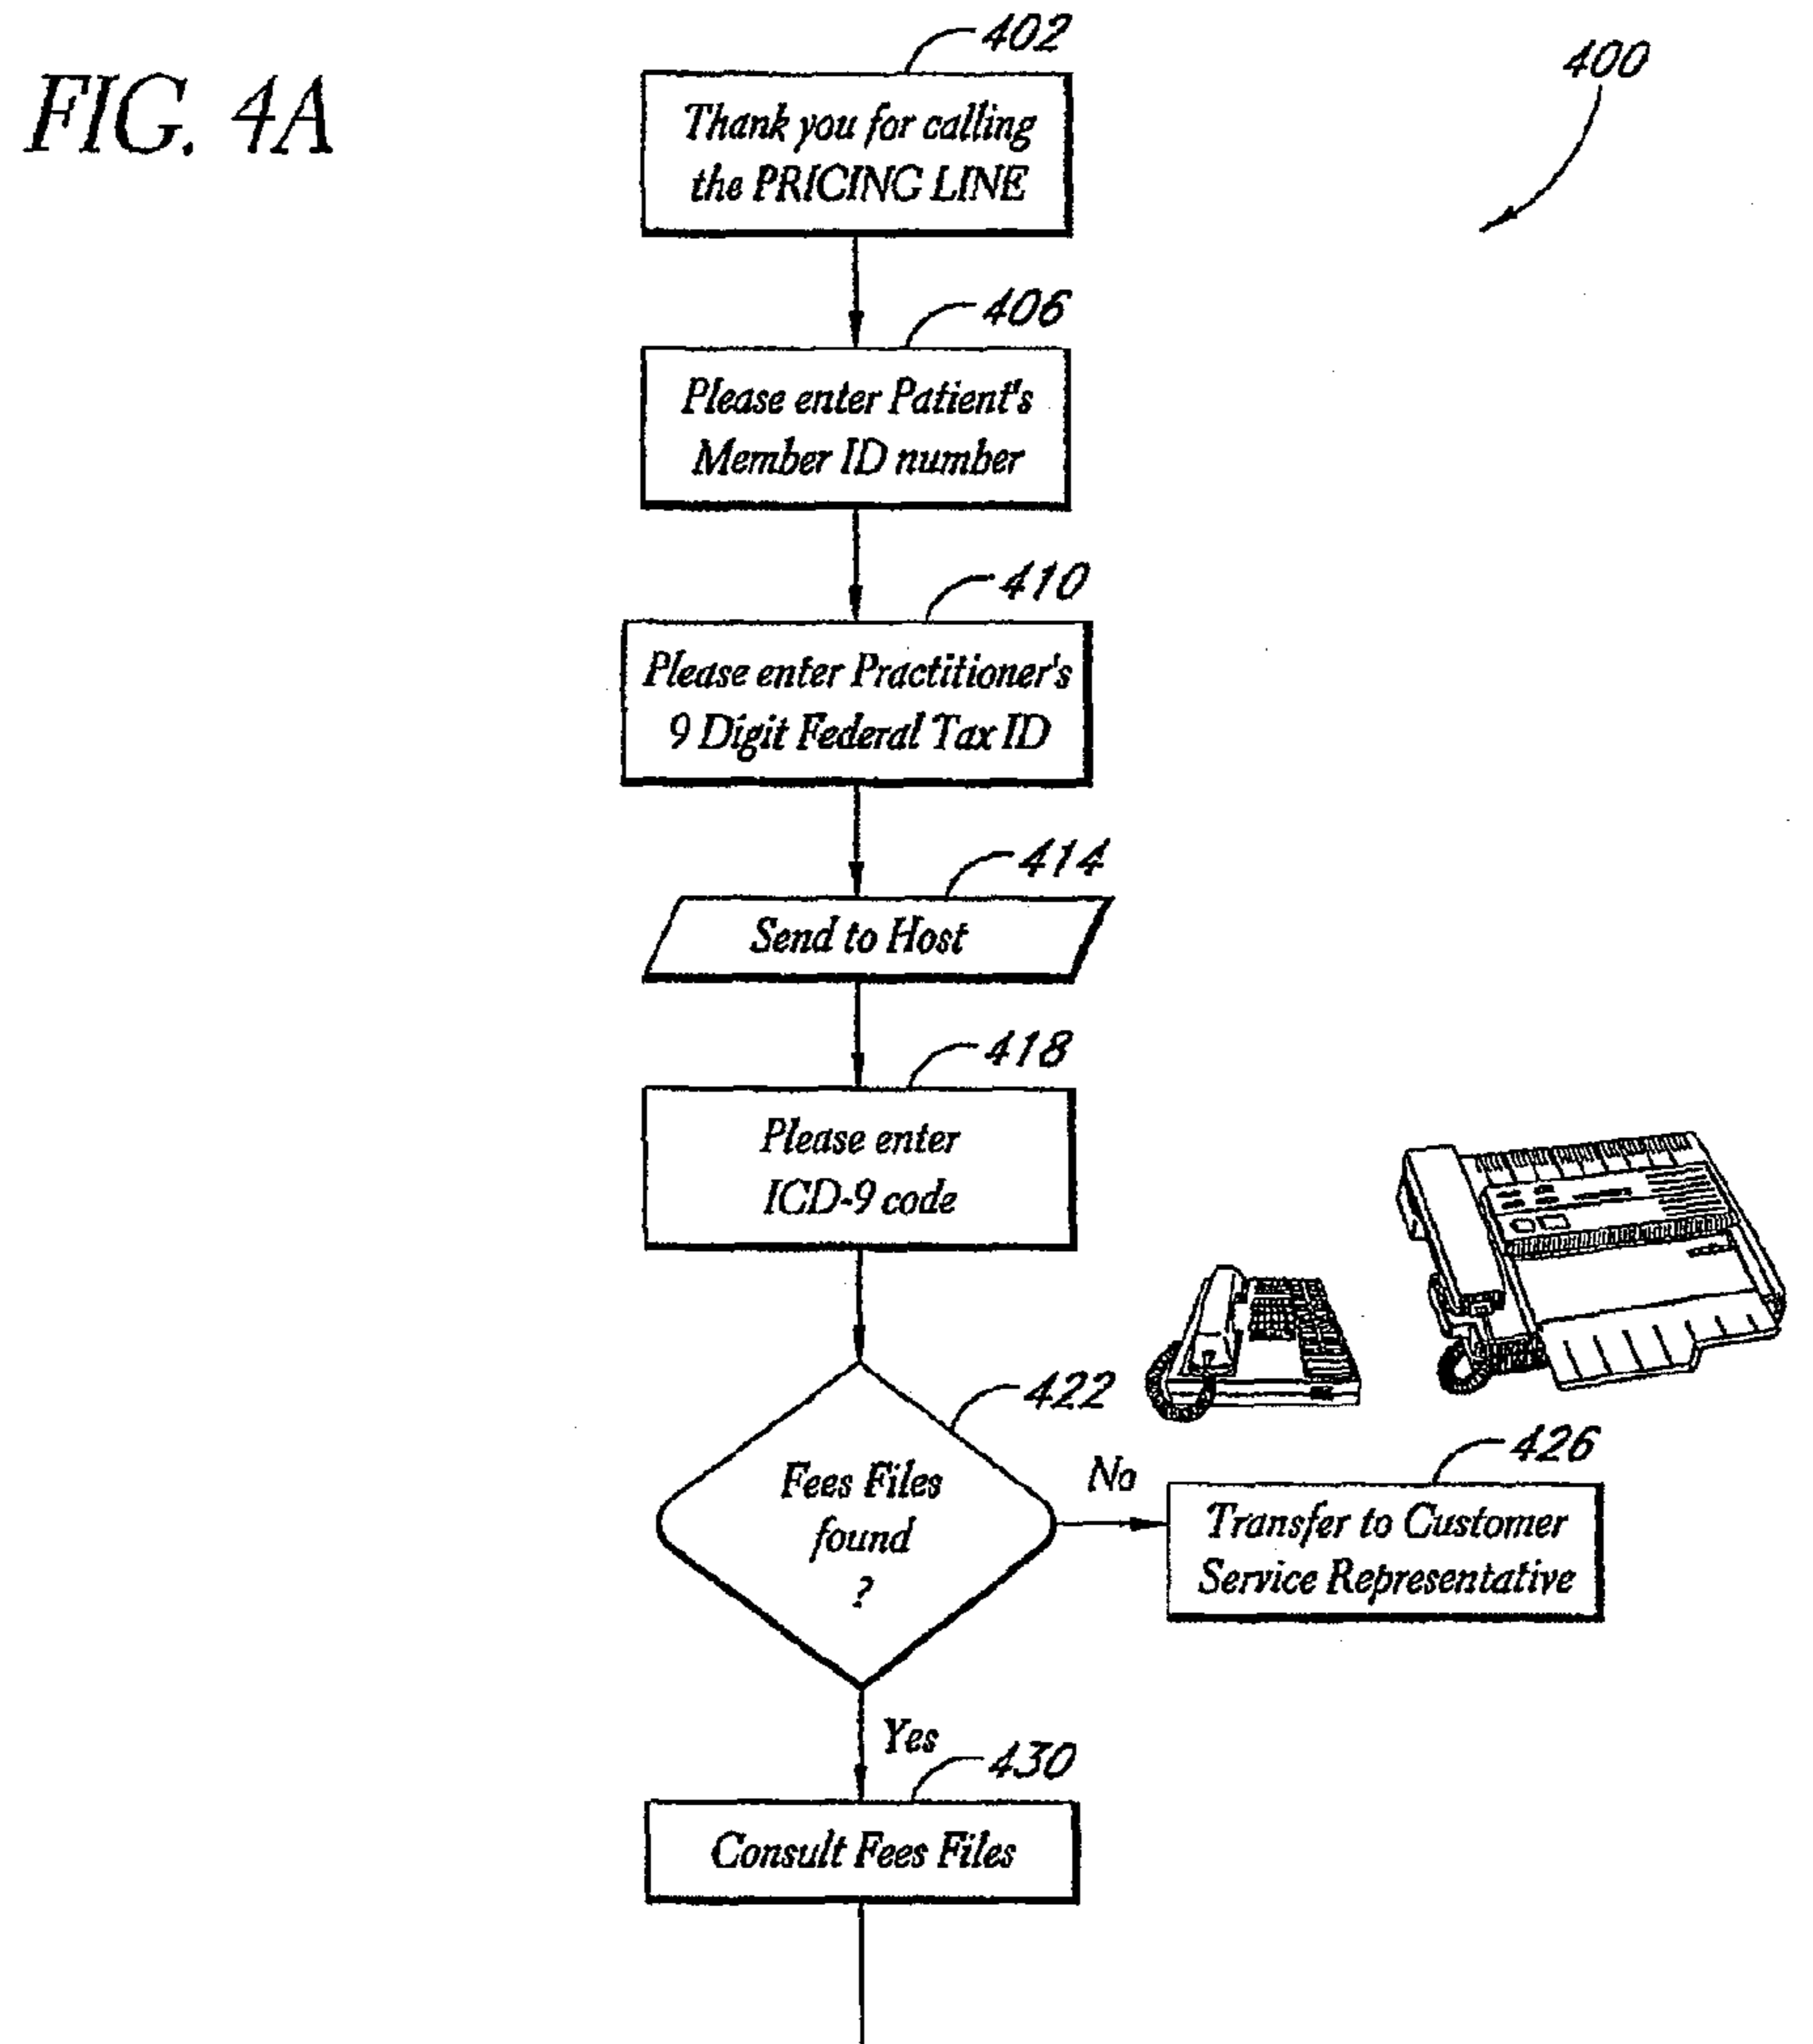 FIG. 4A
402
400
Thank you for calling
the PRICING LINE
406
Please enter Patient's
Member ID number
410
Please enter Practitioner's
9 Digit Federal Tax ID
414
Send to Host
418
Please enter
ICD-9 code
422
Fees Files
found
?
No
426
Transfer to Customer
Service Representative
Yes
430
Consult Fees Files